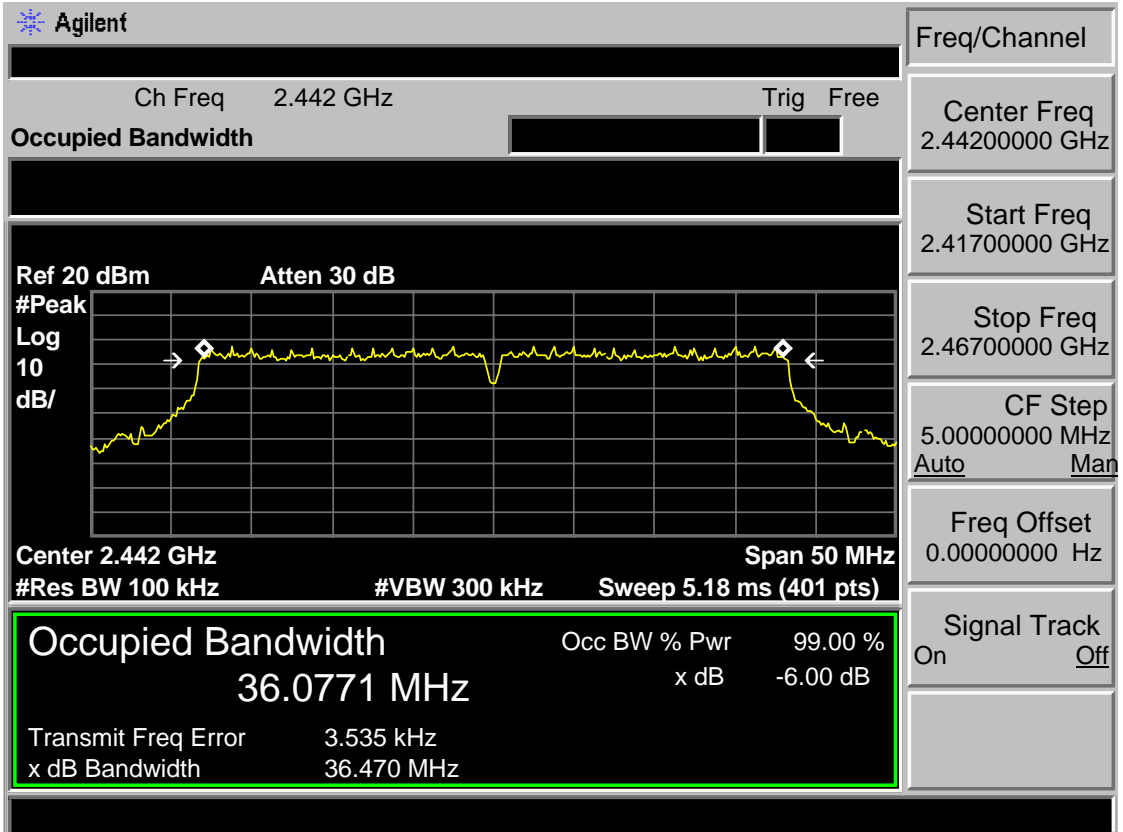 Agilent
Freq/Channel
Ch Freq 2.442 GHz Trig Free
Occupied Bandwidth
Center Freq
2.44200000 GHz
Start Freq
2.41700000 GHz
Stop Freq
2.46700000 GHz
CF Step
5.00000000 MHz
Auto Man
Freq Offset
0.00000000 Hz
Signal Track
On Off
Ref 20 dBm Atten 30 dB
#Peak
Log
10
dB/
Center 2.442 GHz Span 50 MHz
#Res BW 100 kHz #VBW 300 kHz Sweep 5.18 ms (401 pts)
Occupied Bandwidth
36.0771 MHz
Occ BW % Pwr 99.00 %
x dB -6.00 dB
Transmit Freq Error 3.535 kHz
x dB Bandwidth 36.470 MHz